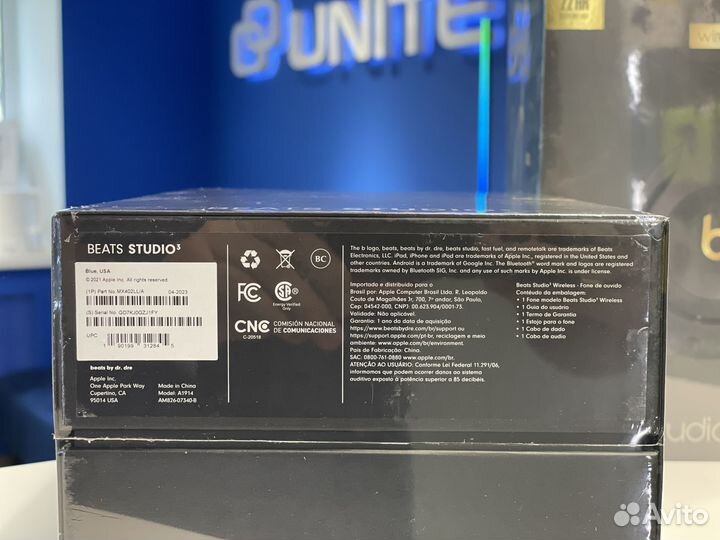 UNITE
22 HR
BEATS STUDIO³
Blue, USA
©2021 Apple Inc. All rights reserved.
(1P) Part No. MX402LL/A 04-2023
(S) Serial No.
UPC
1 90199 31284 5
BC
FC
Energy Verified
CNC COMISIÓN NACIONAL
DE COMUNICACIONES
C-20518
beats by dr. dre
Apple Inc.
One Apple Park Way
Cupertino, CA
95014 USA
Made in China
Model: A1914
AM826-07340-B
The b logo, beats, beats by dr. dre, beats studio, fast fuel, and remotetalk are trademarks of Beats
Electronics, LLC. iPad, iPhone and iPod are trademarks of Apple Inc., registered in the United States and
other countries. Android is a trademark of Google Inc. The Bluetooth® word mark and logos are registered
trademarks owned by Bluetooth SIG, Inc. and any use of such marks by Apple Inc. is under license.
Importado e distribuído para o
Brasil por: Apple Computer Brasil Ltda. R. Leopoldo
Couto de Magalhães Jr, 700, 7º andar, São Paulo,
Cep: 04542-000, CNPJ: 00.623.904/0001-73.
Validade: Não aplicável.
Garantia: 1 ano da data de aquisição
https://www.beatsbydre.com/br/support ou
https://support.apple.com/pt-br, reciclagem e meio
ambiente: www.apple.com/br/environment.
País de Fabricação: China.
SAC: 0800-761-0880 www.apple.com/br.
ATENÇÃO AO USUÁRIO: Conforme Lei Federal 11.291/06,
informamos que podem ocorrer danos ao sistema
auditivo exposto à potência superior a 85 decibéis.
Beats Studio³ Wireless - Fone de ouvido
Conteúdo da embalagem:
• 1 Fone modelo Beats Studio³ Wireless
• 1 Guia do usuário
• 1 Termo de Garantia
• 1 Estojo para o fone
• 1 Cabo de dado
• 1 Cabo de audio
b
udio
Avito